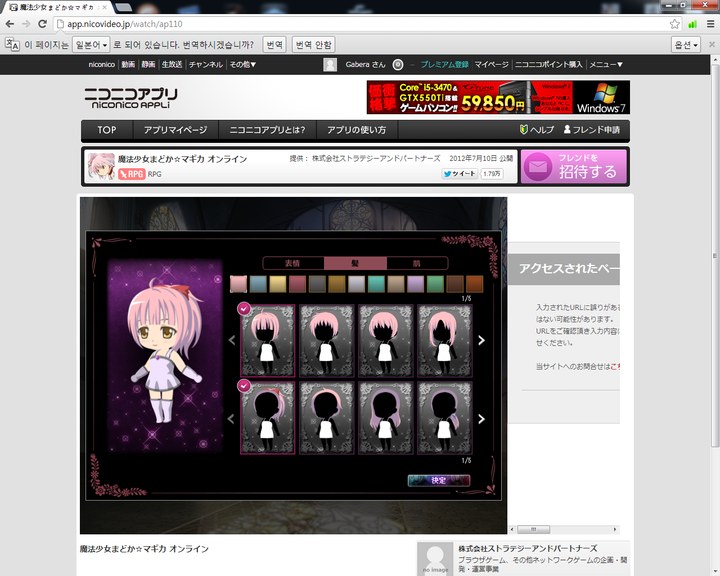 魔法少女まどか☆マギカ
app.nicovideo.jp/watch/ap110
이 페이지는 일본어 로 되어 있습니다. 번역하시겠습니까? 번역 번역 안함 옵션
niconico 動画 静画 生放送 チャンネル その他▼ Gabera さん プレミアム登録 マイページ ニコニコポイント購入 メニュー▼
ニコニコアプリ
NICONICO APPLI
Core i5-3470&
GTX550Ti搭載
ゲームパソコン!! 59,850円
Windows 7
TOP アプリマイページ ニコニコアプリとは? アプリの使い方 ヘルプ フレンド申請
魔法少女まどか☆マギカ オンライン 提供: 株式会社ストラテジーアンドパートナーズ 2012年7月10日 公開
RPG RPG ツイート 1.79万
フレンドを
招待する
表情 髪 肌
1/5
1/5
決定
アクセスされたペー
入力されたURLに誤りがある
はない可能性があります。
URLをご確認頂き入力内容に
せください。
当サイトへのお問合せはこち
魔法少女まどか☆マギカ オンライン
no image
株式会社ストラテジーアンドパートナーズ
ブラウザゲーム、その他ネットワークゲームの企画・開
発・運営事業